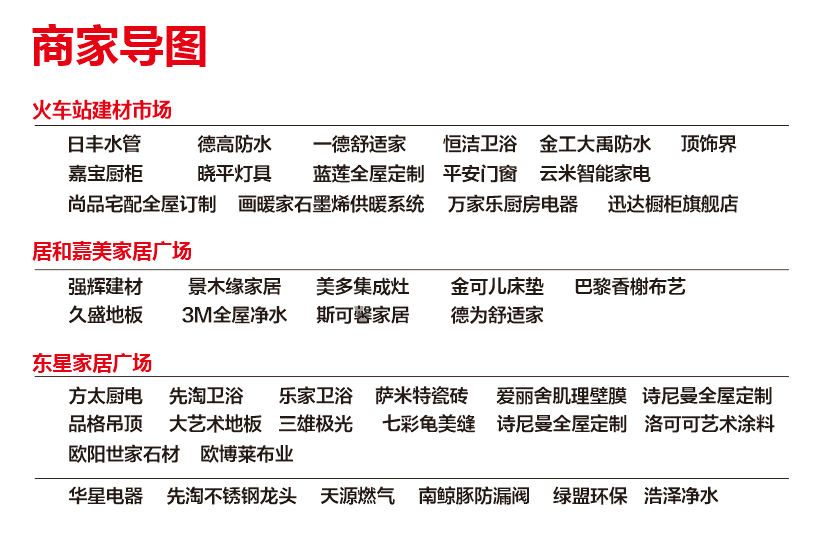 商家导图
火车站建材市场
日丰水管 德高防水 一德舒适家 恒洁卫浴 金工大禹防水 顶饰界
嘉宝厨柜 晓平灯具 蓝莲全屋定制 平安门窗 云米智能家电
尚品宅配全屋订制 画暖家石墨烯供暖系统 万家乐厨房电器 迅达橱柜旗舰店
居和嘉美家居广场
强辉建材 景木缘家居 美多集成灶 金可儿床垫 巴黎香榭布艺
久盛地板 3M全屋净水 斯可馨家居 德为舒适家
东星家居广场
方太厨电 先淘卫浴 乐家卫浴 萨米特瓷砖 爱丽舍肌理壁膜 诗尼曼全屋定制
品格吊顶 大艺术地板 三雄极光 七彩龟美缝 诗尼曼全屋定制 洛可可艺术涂料
欧阳世家石材 欧博莱布业
华星电器 先淘不锈钢龙头 天源燃气 南鲸豚防漏阀 绿盟环保 浩泽净水